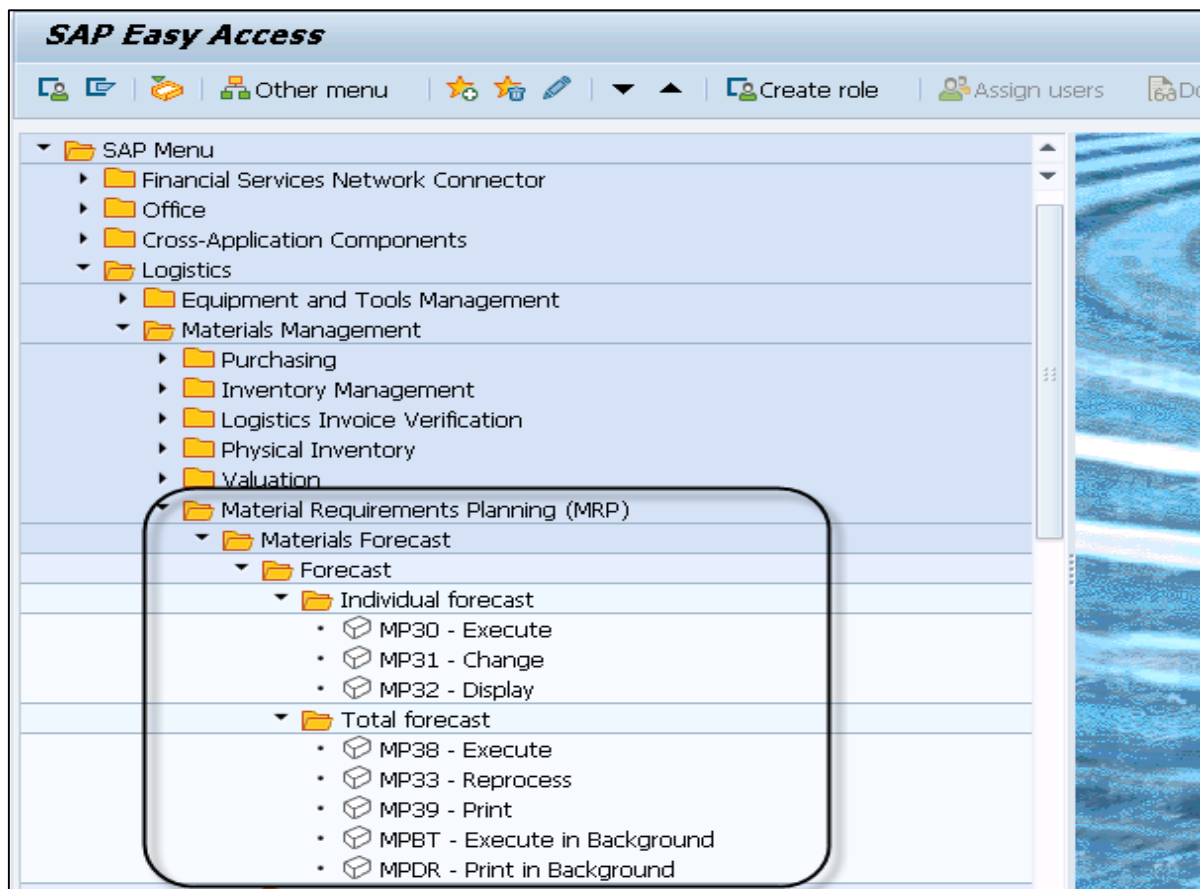 SAP Easy Access
Other menu Create role Assign users Do
SAP Menu
Financial Services Network Connector
Office
Cross-Application Components
Logistics
Equipment and Tools Management
Materials Management
Purchasing
Inventory Management
Logistics Invoice Verification
Physical Inventory
Valuation
Material Requirements Planning (MRP)
Materials Forecast
Forecast
Individual forecast
MP30 - Execute
MP31 - Change
MP32 - Display
Total forecast
MP38 - Execute
MP33 - Reprocess
MP39 - Print
MPBT - Execute in Background
MPDR - Print in Background